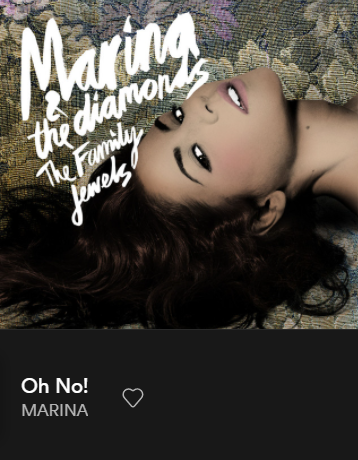 Marina
&
the diamonds
The Family
Jewels
Oh No!
MARINA